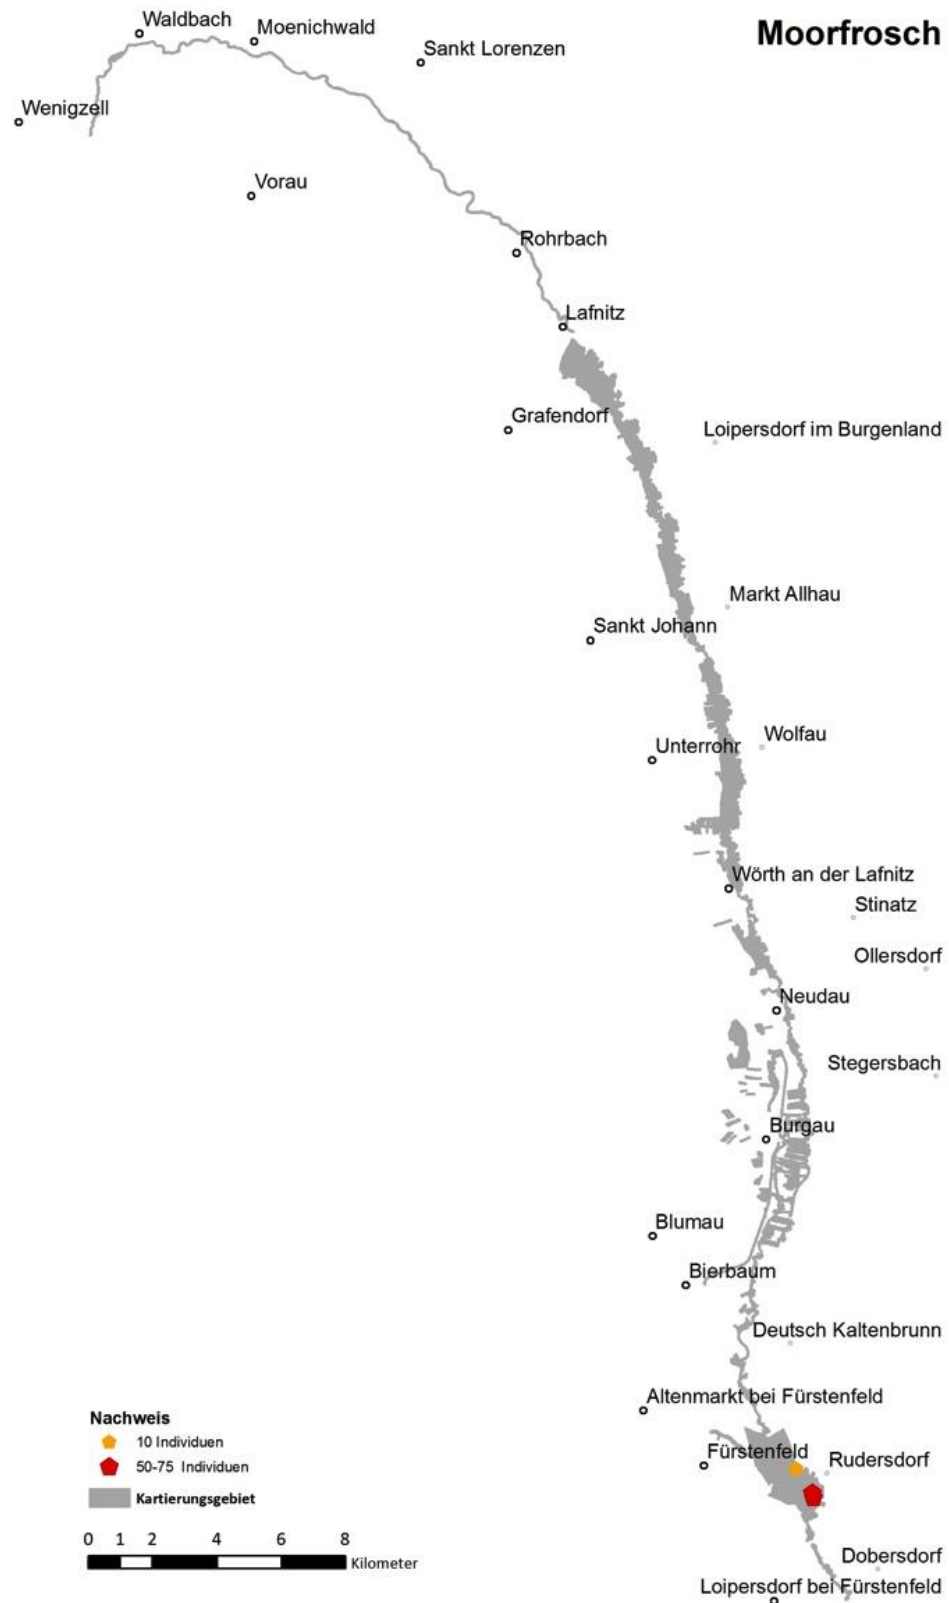 Moorfrosch
Waldbach
Moenichwald
Sankt Lorenzen
Wenigzell
Vorau
Rohrbach
Lafnitz
Grafendorf
Loipersdorf im Burgenland
Markt Allhau
Sankt Johann
Wolfau
Unterrohr
Wörth an der Lafnitz
Stinatz
Ollersdorf
Neudau
Stegersbach
Burgau
Blumau
Bierbaum
Deutsch Kaltenbrunn
Altenmarkt bei Fürstenfeld
Fürstenfeld
Rudersdorf
Dobersdorf
Loipersdorf bei Fürstenfeld
Nachweis
10 Individuen
50-75 Individuen
Kartierungsgebiet
0 1 2 4 6 8
Kilometer